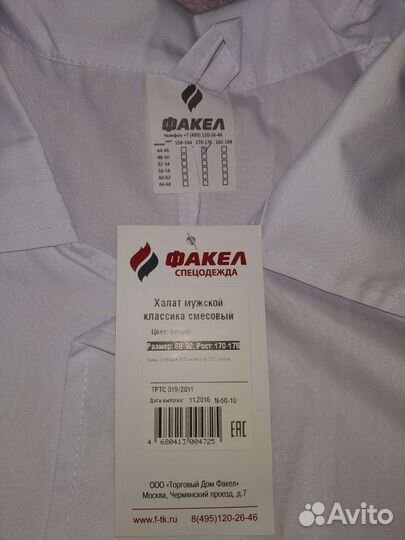 ФАКЕЛ
телефон +7 (495) 120-26-46
158-164 170-176 182-188
44-46
48-50
52-54
56-58
60-62
64-68
ФАКЕЛ
СПЕЦОДЕЖДА
Халат мужской
классика смесовый
Цвет: белый
Размер: 88-92, Рост: 170-176
ТРТС 019/2011
Дата выпуска: 11.2016 N-50-10
4 680413 004725
EAC
ООО «Торговый Дом Факел»
Москва, Чермянский проезд, д.7
www.f-tk.ru 8(495)120-26-46
Avito